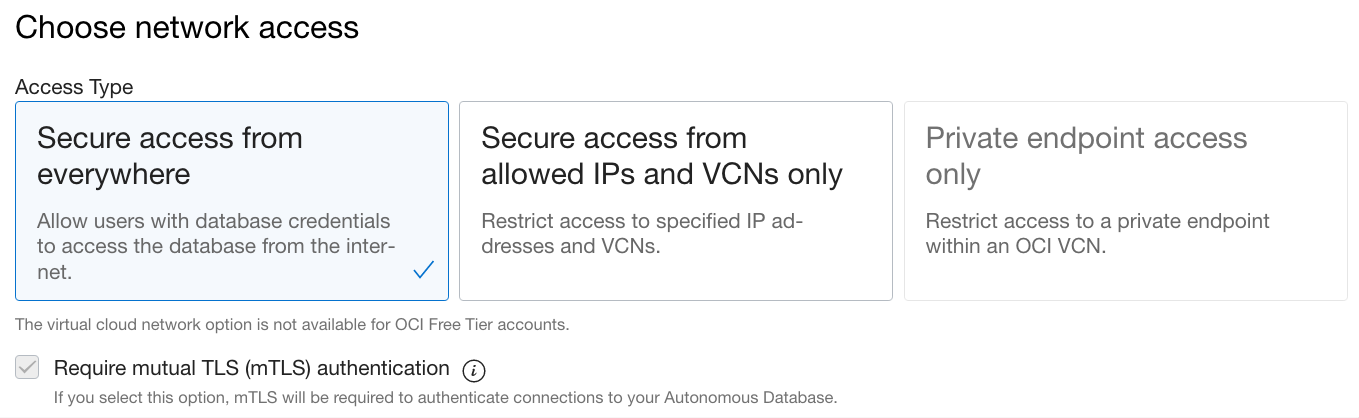 Choose network access
Access Type
Secure access from
everywhere
Allow users with database credentials
to access the database from the inter-
net.
Secure access from
allowed IPs and VCNs only
Restrict access to specified IP ad-
dresses and VCNs.
Private endpoint access
only
Restrict access to a private endpoint
within an OCI VCN.
The virtual cloud network option is not available for OCI Free Tier accounts.
Require mutual TLS (mTLS) authentication
If you select this option, mTLS will be required to authenticate connections to your Autonomous Database.